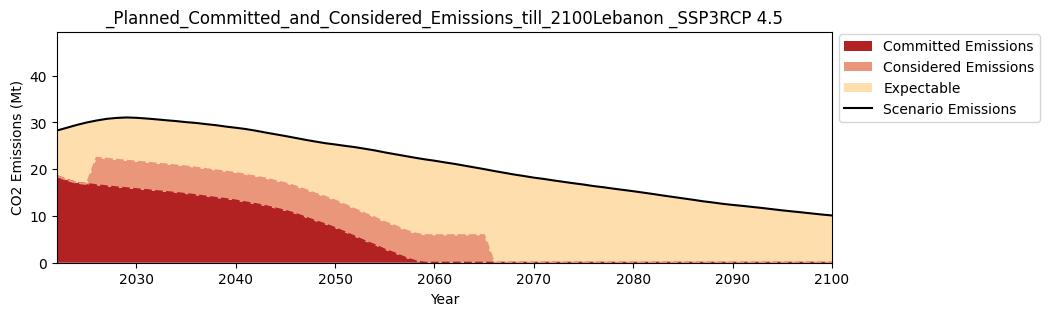 _Planned_Committed_and_Considered_Emissions_till_2100Lebanon _SSP3RCP 4.5
Committed Emissions
Considered Emissions
Expectable
Scenario Emissions
CO2 Emissions (Mt)
40
30
20
10
0
2030 2040 2050 2060 2070 2080 2090 2100
Year